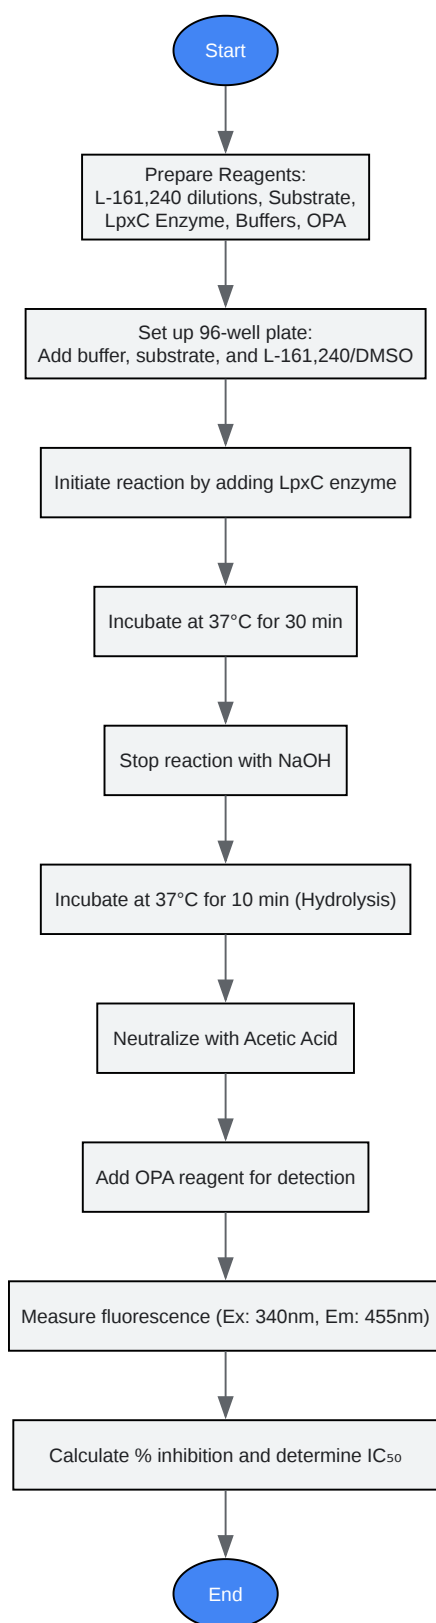 Start
Prepare Reagents:
L-161,240 dilutions, Substrate,
LpxC Enzyme, Buffers, OPA
Set up 96-well plate:
Add buffer, substrate, and L-161,240/DMSO
Initiate reaction by adding LpxC enzyme
Incubate at 37°C for 30 min
Stop reaction with NaOH
Incubate at 37°C for 10 min (Hydrolysis)
Neutralize with Acetic Acid
Add OPA reagent for detection
Measure fluorescence (Ex: 340nm, Em: 455nm)
Calculate % inhibition and determine IC₅₀
End